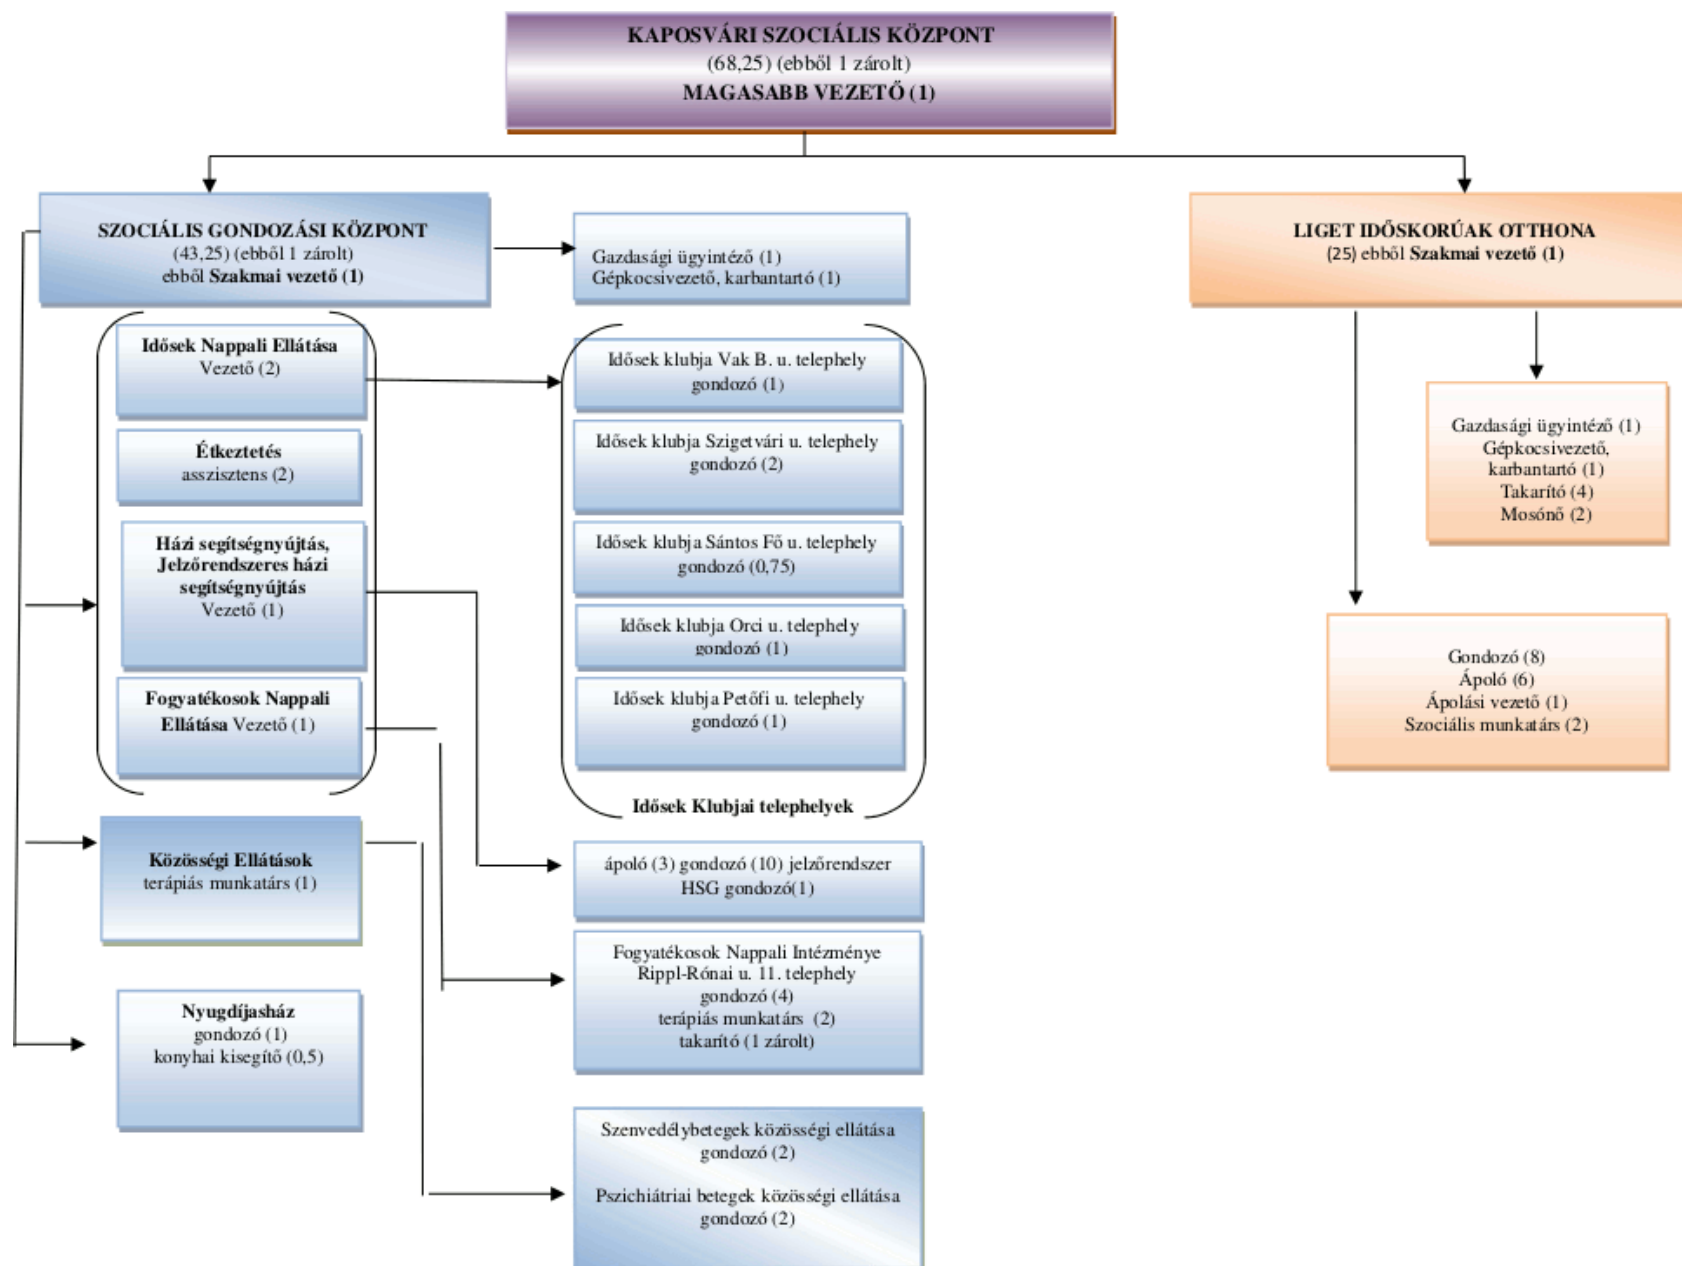 KAPOSVÁRI SZOCIÁLIS KÖZPONT
(68,25) (ebből 1 zárolt)
MAGASABB VEZETŐ (1)
SZOCIÁLIS GONDOZÁSI KÖZPONT
(43,25) (ebből 1 zárolt)
ebből Szakmai vezető (1)
Gazdasági ügyintéző (1)
Gépkocsivezető, karbantartó (1)
LIGET IDŐSKORÚAK OTTHONA
(25) ebből Szakmai vezető (1)
Idősek Nappali Ellátása
Vezető (2)
Étkeztetés
asszisztens (2)
Házi segítségnyújtás,
Jelzőrendszeres házi
segítségnyújtás
Vezető (1)
Fogyatékosok Nappali
Ellátása Vezető (1)
Idősek klubja Vak B. u. telephely
gondozó (1)
Idősek klubja Szigetvári u. telephely
gondozó (2)
Idősek klubja Sántos Fő u. telephely
gondozó (0,75)
Idősek klubja Orci u. telephely
gondozó (1)
Idősek klubja Petőfi u. telephely
gondozó (1)
Idősek Klubjai telephelyek
Gazdasági ügyintéző (1)
Gépkocsivezető,
karbantartó (1)
Takarító (4)
Mosónő (2)
Gondozó (8)
Ápoló (6)
Ápolási vezető (1)
Szociális munkatárs (2)
Közösségi Ellátások
terápiás munkatárs (1)
ápoló (3) gondozó (10) jelzőrendszer
HSG gondozó(1)
Fogyatékosok Nappali Intézménye
Rippl-Rónai u. 11. telephely
gondozó (4)
terápiás munkatárs (2)
takarító (1 zárolt)
Nyugdíjasház
gondozó (1)
konyhai kisegítő (0,5)
Szenvedélybetegek közösségi ellátása
gondozó (2)
Pszichiátriai betegek közösségi ellátása
gondozó (2)